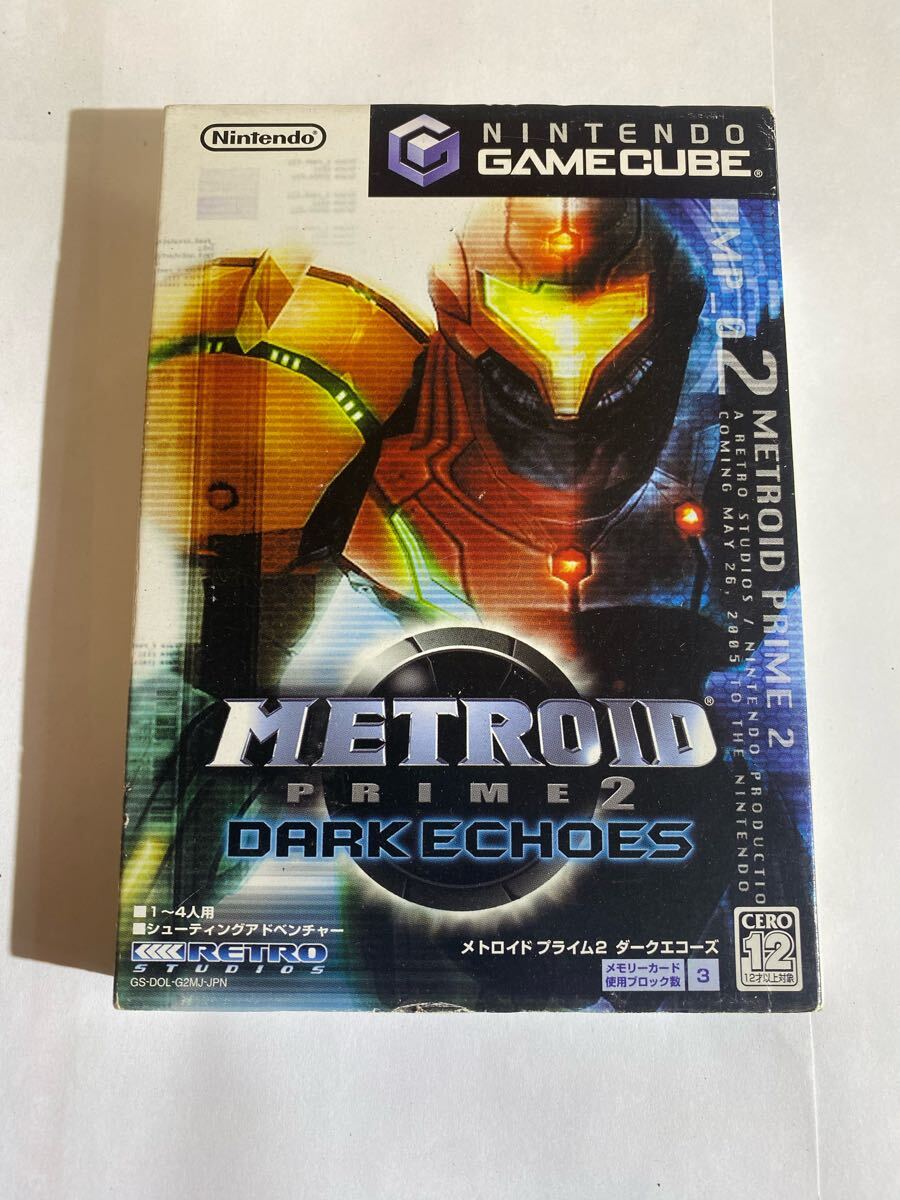 Nintendo®
NINTENDO
GAMECUBE®
MP_02 METROID PRIME 2
A RETRO STUDIOS / NINTENDO PRODUCTIO
COMING MAY 26, 2005 TO THE NINTENDO
METROID®
PRIME 2
DARK ECHOES
■1～4人用
■シューティングアドベンチャー
RETRO
STUDIOS
GS-DOL-G2MJ-JPN
メトロイド プライム2 ダークエコーズ
メモリーカード
使用ブロック数 3
CERO
12
12才以上対象